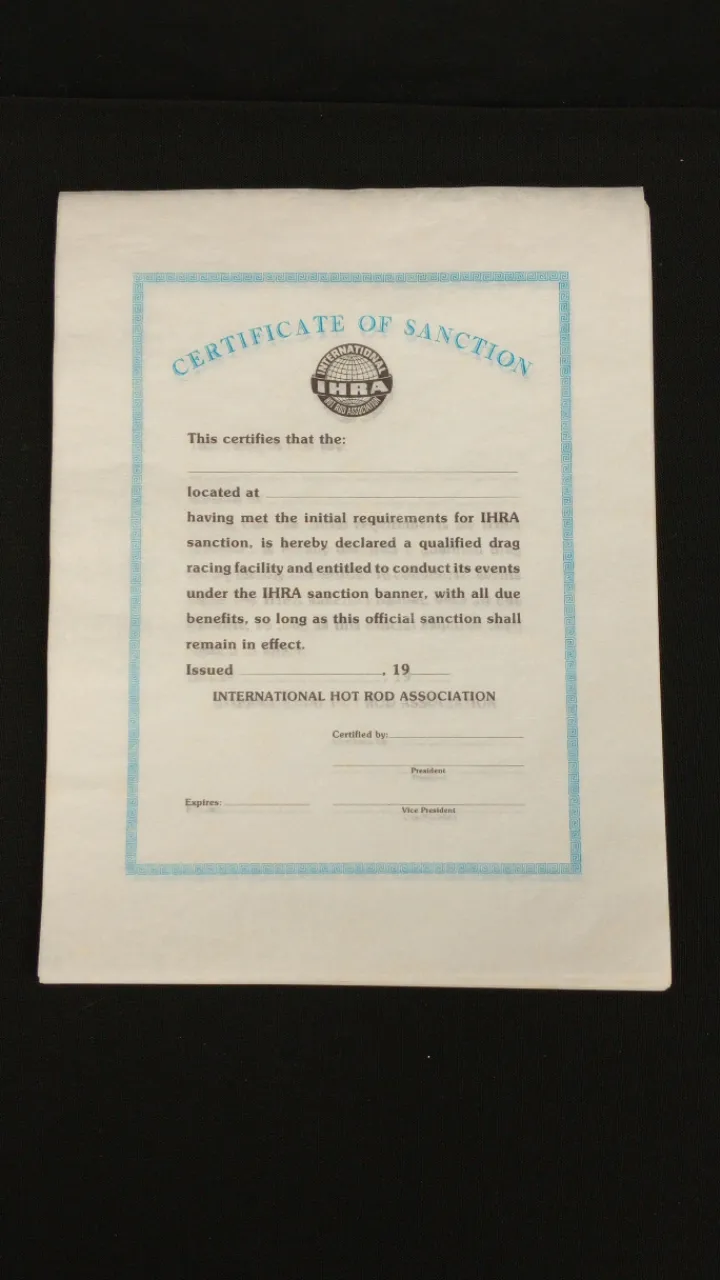 CERTIFICATE OF SANCTION
INTERNATIONAL
IHRA
HOT ROD ASSOCIATION
This certifies that the:
located at
having met the initial requirements for IHRA
sanction, is hereby declared a qualified drag
racing facility and entitled to conduct its events
under the IHRA sanction banner, with all due
benefits, so long as this official sanction shall
remain in effect.
Issued , 19
INTERNATIONAL HOT ROD ASSOCIATION
Certified by:
President
Expires:
Vice President